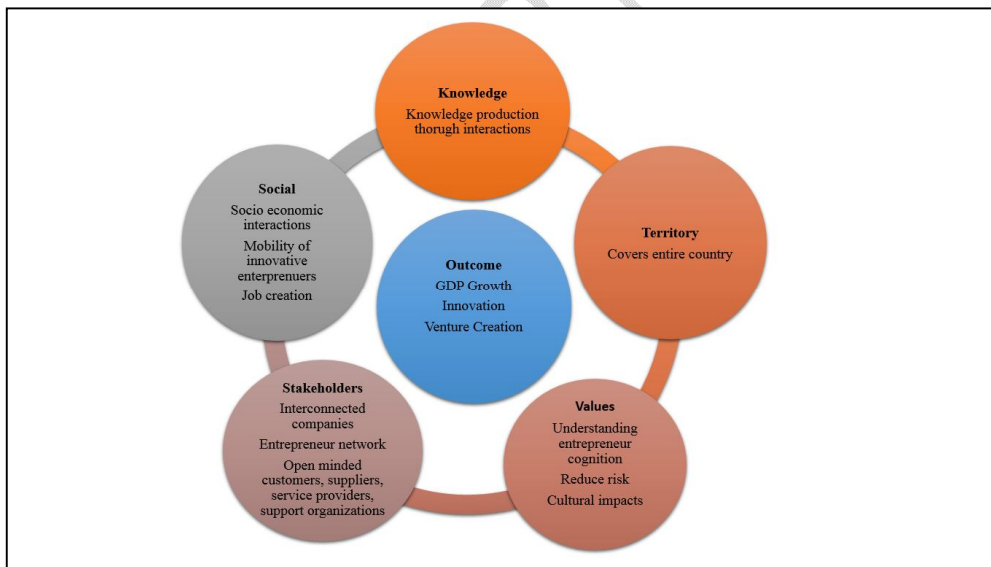 Knowledge
Knowledge production
thorugh interactions
Territory
Covers entire country
Values
Understanding
entrepreneur
cognition
Reduce risk
Cultural impacts
Stakeholders
Interconnected
companies
Entrepreneur network
Open minded
customers, suppliers,
service providers,
support organizations
Social
Socio economic
interactions
Mobility of
innovative
enterprenuers
Job creation
Outcome
GDP Growth
Innovation
Venture Creation